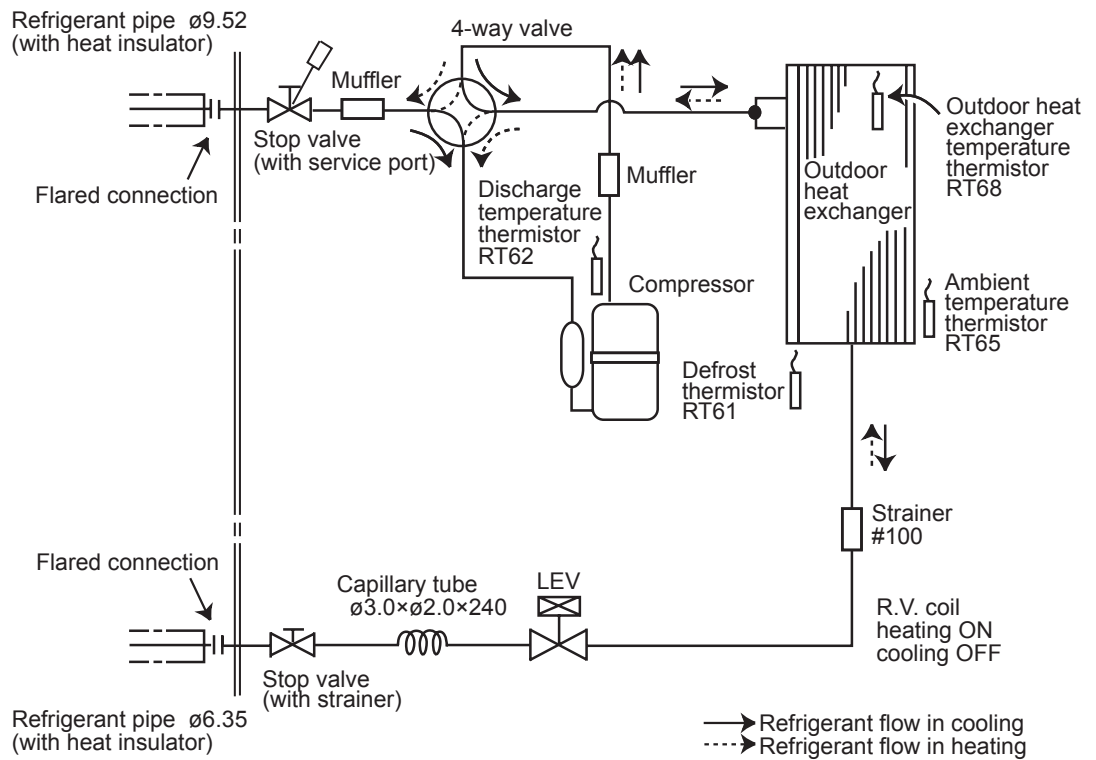 Refrigerant pipe ø9.52
(with heat insulator)
4-way valve
Muffler
Stop valve
(with service port)
Flared connection
Discharge
temperature
thermistor
RT62
Muffler
Compressor
Outdoor
heat
exchanger
Outdoor heat
exchanger
temperature
thermistor
RT68
Ambient
temperature
thermistor
RT65
Defrost
thermistor
RT61
Strainer
#100
Flared connection
Capillary tube
ø3.0×ø2.0×240
LEV
R.V. coil
heating ON
cooling OFF
Stop valve
(with strainer)
Refrigerant pipe ø6.35
(with heat insulator)
Refrigerant flow in cooling
Refrigerant flow in heating